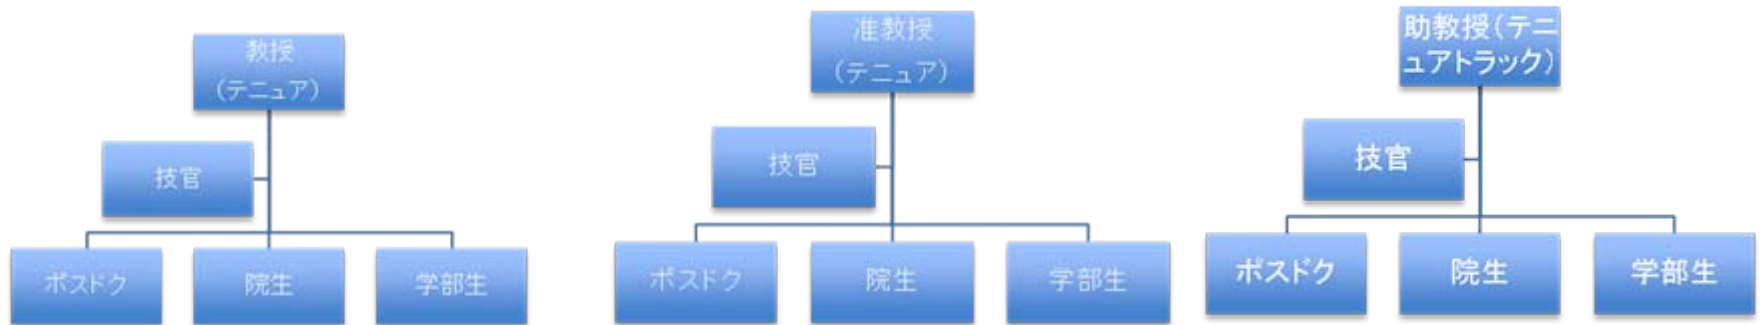 教授
（テニュア）
技官
ポスドク
院生
学部生
准教授
（テニュア）
技官
ポスドク
院生
学部生
助教授（テニ
ュアトラック）
技官
ポスドク
院生
学部生